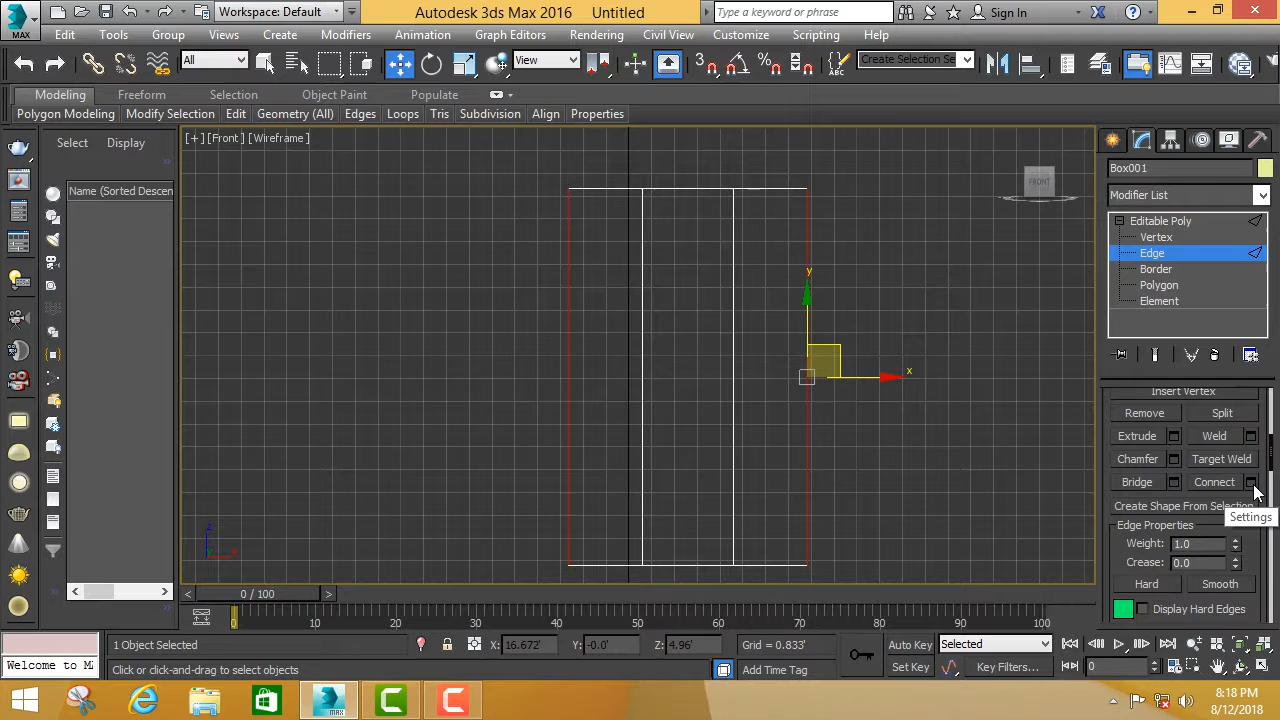 Workspace: Default
Autodesk 3ds Max 2016 Untitled
Type a keyword or phrase
Sign In
MAX
Edit Tools Group Views Create Modifiers Animation Graph Editors Rendering Civil View Customize Scripting Help
All
View
3
Create Selection Se
Modeling Freeform Selection Object Paint Populate
Polygon Modeling Modify Selection Edit Geometry (All) Edges Loops Tris Subdivision Align Properties
Select Display
Name (Sorted Descen
[+] [Front] [Wireframe]
FRONT
y
x
z
x
Box001
Modifier List
Editable Poly
Vertex
Edge
Border
Polygon
Element
Insert Vertex
Remove Split
Extrude Weld
Chamfer Target Weld
Bridge Connect
Create Shape From Selection
Settings
Edge Properties
Weight: 1.0
Crease: 0.0
Hard Smooth
Display Hard Edges
< 0 / 100 >
0 10 20 30 40 50 60 70 80 90 100
1 Object Selected
X: 16.672' Y: -0.0' Z: 4.96' Grid = 0.833'
Auto Key Selected
Welcome to M
Click or click-and-drag to select objects
Add Time Tag
Set Key Key Filters...
0
MAX
8:18 PM
8/12/2018